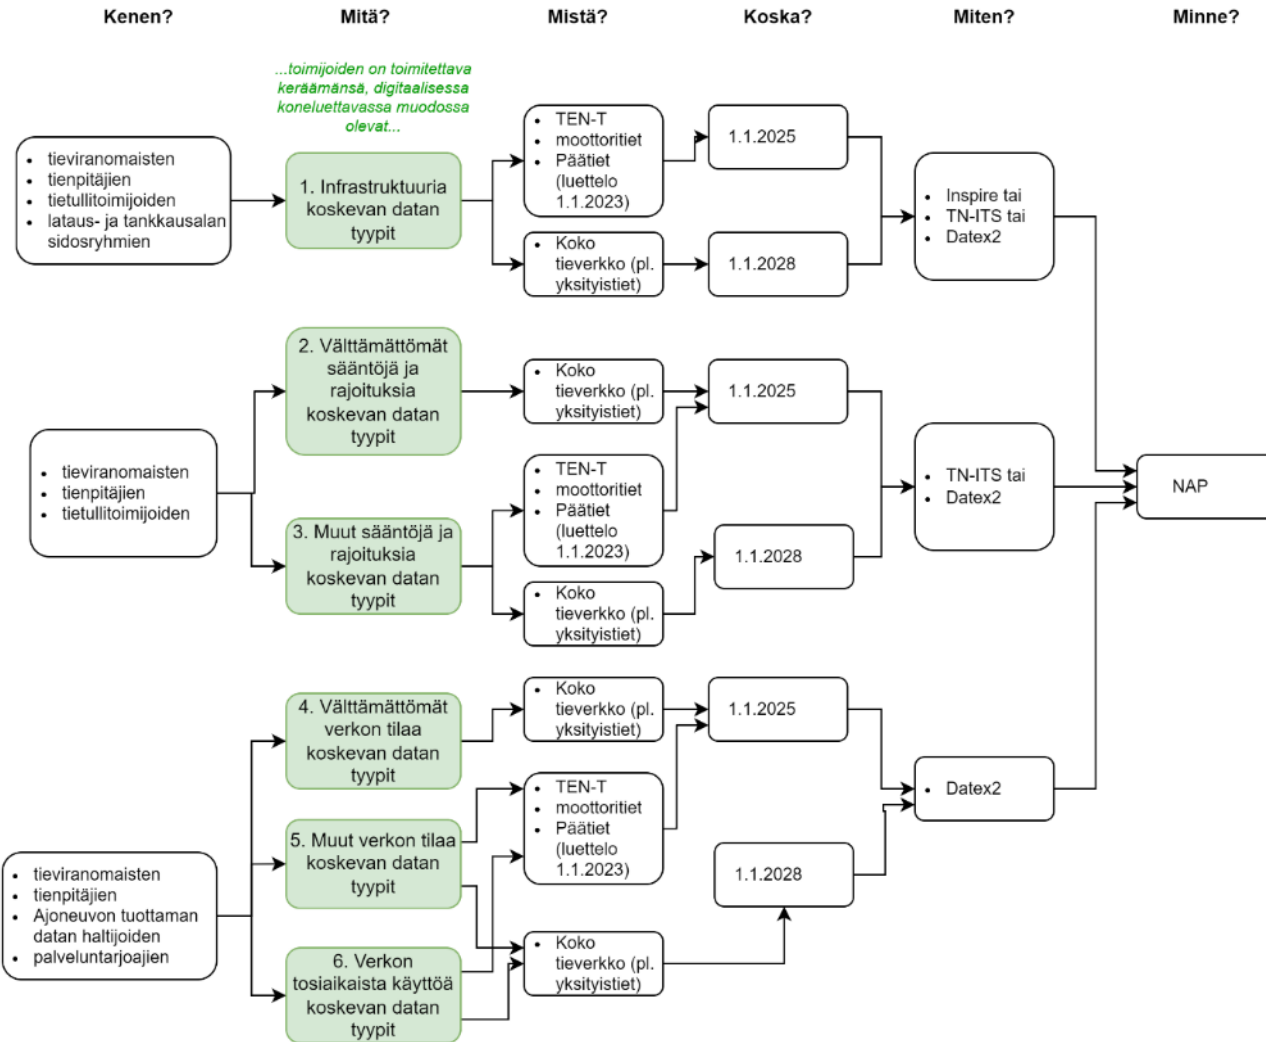 Kenen?
Mitä?
Mistä?
Koska?
Miten?
Minne?
...toimijoiden on toimitettava
keräämänsä, digitaalisessa
koneluettavassa muodossa
olevat...
• tieviranomaisten
• tienpitäjien
• tietullitoimijoiden
• lataus- ja tankkausalan
sidosryhmien
1. Infrastruktuuria
koskevan datan
tyypit
• TEN-T
• moottoritiet
• Päätiet
(luettelo
1.1.2023)
• Koko
tieverkko (pl.
yksityistiet)
1.1.2025
1.1.2028
• Inspire tai
• TN-ITS tai
• Datex2
• tieviranomaisten
• tienpitäjien
• tietullitoimijoiden
2. Välttämättömät
sääntöjä ja
rajoituksia
koskevan datan
tyypit
3. Muut sääntöjä ja
rajoituksia
koskevan datan
tyypit
• Koko
tieverkko (pl.
yksityistiet)
• TEN-T
• moottoritiet
• Päätiet
(luettelo
1.1.2023)
• Koko
tieverkko (pl.
yksityistiet)
1.1.2025
1.1.2028
• TN-ITS tai
• Datex2
NAP
• tieviranomaisten
• tienpitäjien
• Ajoneuvon tuottaman
datan haltijoiden
• palveluntarjoajien
4. Välttämättömät
verkon tilaa
koskevan datan
tyypit
5. Muut verkon tilaa
koskevan datan
tyypit
6. Verkon
tosiaikaista käyttöä
koskevan datan
tyypit
• Koko
tieverkko (pl.
yksityistiet)
• TEN-T
• moottoritiet
• Päätiet
(luettelo
1.1.2023)
• Koko
tieverkko (pl.
yksityistiet)
1.1.2025
1.1.2028
• Datex2